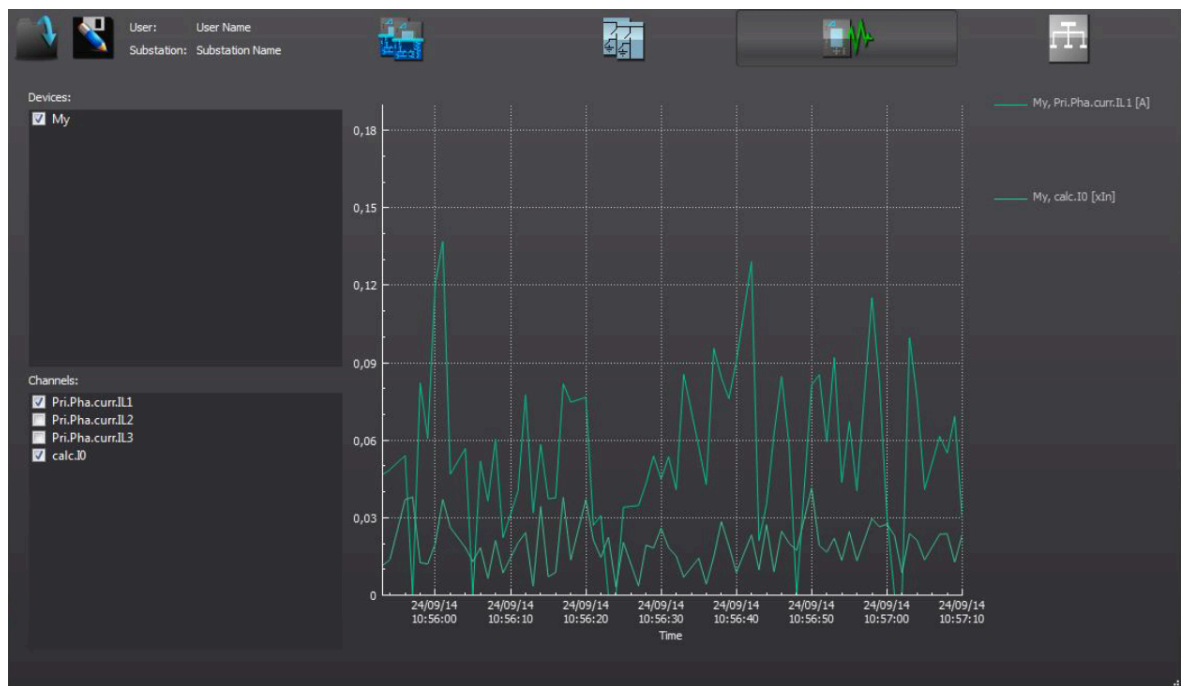 User: User Name
Substation: Substation Name
Devices:
My
Channels:
Pri.Pha.curr.IL1
Pri.Pha.curr.IL2
Pri.Pha.curr.IL3
calc.I0
0,18
0,15
0,12
0,09
0,06
0,03
0
24/09/14 24/09/14 24/09/14 24/09/14 24/09/14 24/09/14 24/09/14 24/09/14
10:56:00 10:56:10 10:56:20 10:56:30 10:56:40 10:56:50 10:57:00 10:57:10
Time
My, Pri.Pha.curr.IL1 [A]
My, calc.I0 [xIn]